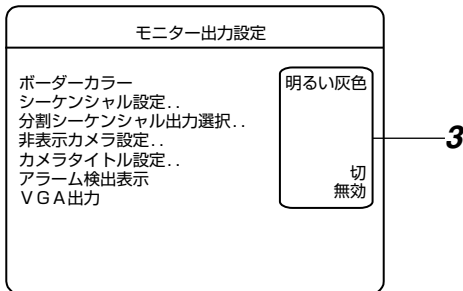 モニター出力設定
ボーダーカラー 明るい灰色
シーケンシャル設定. .
分割シーケンシャル出力選択. .
非表示カメラ設定. .
カメラタイトル設定. .
アラーム検出表示 切
ＶＧＡ出力 無効
3